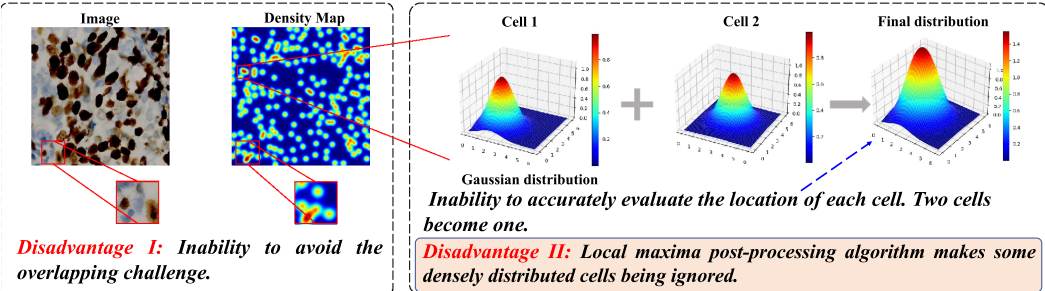 Image
Density Map
Disadvantage I: Inability to avoid the
overlapping challenge.
Cell 1
Cell 2
Final distribution
Gaussian distribution
Inability to accurately evaluate the location of each cell. Two cells
become one.
Disadvantage II: Local maxima post-processing algorithm makes some
densely distributed cells being ignored.